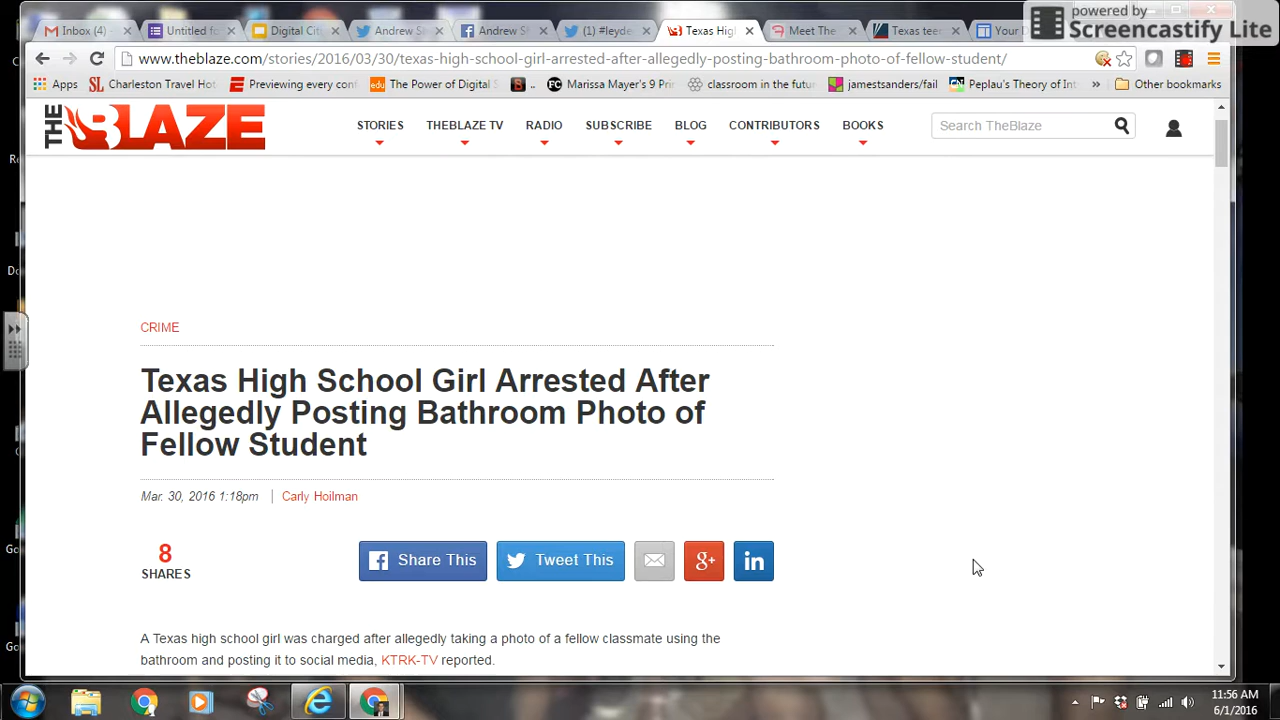 powered by
Screencastify Lite
Inbox (4)
Untitled fo
Digital Cit
Andrew S
Andrew S
(1) #leyde
Texas Hig
Meet The
Texas tee
Your D
www.theblaze.com/stories/2016/03/30/texas-high-school-girl-arrested-after-allegedly-posting-bathroom-photo-of-fellow-student/
Apps
Charleston Travel Hot
Previewing every con
The Power of Digital
..
Marissa Mayer's 9 Pri
classroom in the futu
jamestsanders/fail
Peplau's Theory of Int
»
Other bookmarks
THE BLAZE
STORIES
THEBLAZE TV
RADIO
SUBSCRIBE
BLOG
CONTRIBUTORS
BOOKS
Search TheBlaze
CRIME
Texas High School Girl Arrested After
Allegedly Posting Bathroom Photo of
Fellow Student
Mar. 30, 2016 1:18pm | Carly Hoilman
8
SHARES
Share This
Tweet This
g+
in
A Texas high school girl was charged after allegedly taking a photo of a fellow classmate using the
bathroom and posting it to social media, KTRK-TV reported.
11:56 AM
6/1/2016